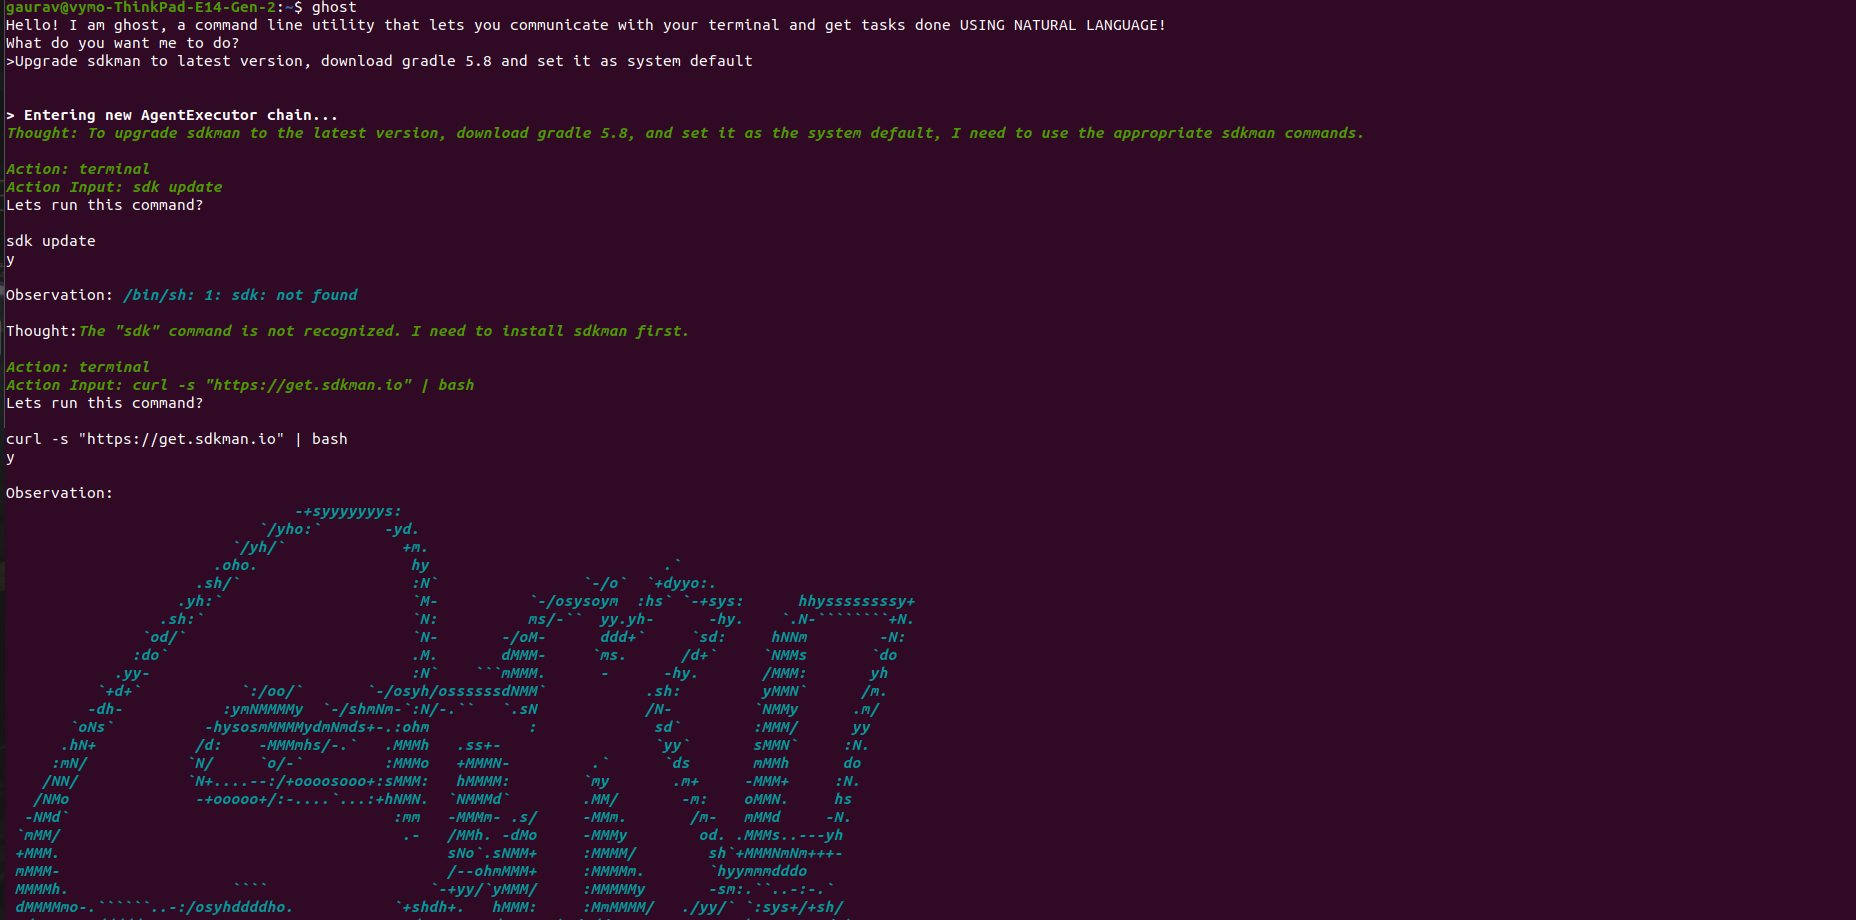 gaurav@vymo-ThinkPad-E14-Gen-2:~$ ghost
Hello! I am ghost, a command line utility that lets you communicate with your terminal and get tasks done USING NATURAL LANGUAGE!
What do you want me to do?
>Upgrade sdkman to latest version, download gradle 5.8 and set it as system default
> Entering new AgentExecutor chain...
Thought: To upgrade sdkman to the latest version, download gradle 5.8, and set it as the system default, I need to use the appropriate sdkman commands.
Action: terminal
Action Input: sdk update
Lets run this command?
sdk update
y
Observation: /bin/sh: 1: sdk: not found
Thought:The "sdk" command is not recognized. I need to install sdkman first.
Action: terminal
Action Input: curl -s "https://get.sdkman.io" | bash
Lets run this command?
curl -s "https://get.sdkman.io" | bash
y
Observation: